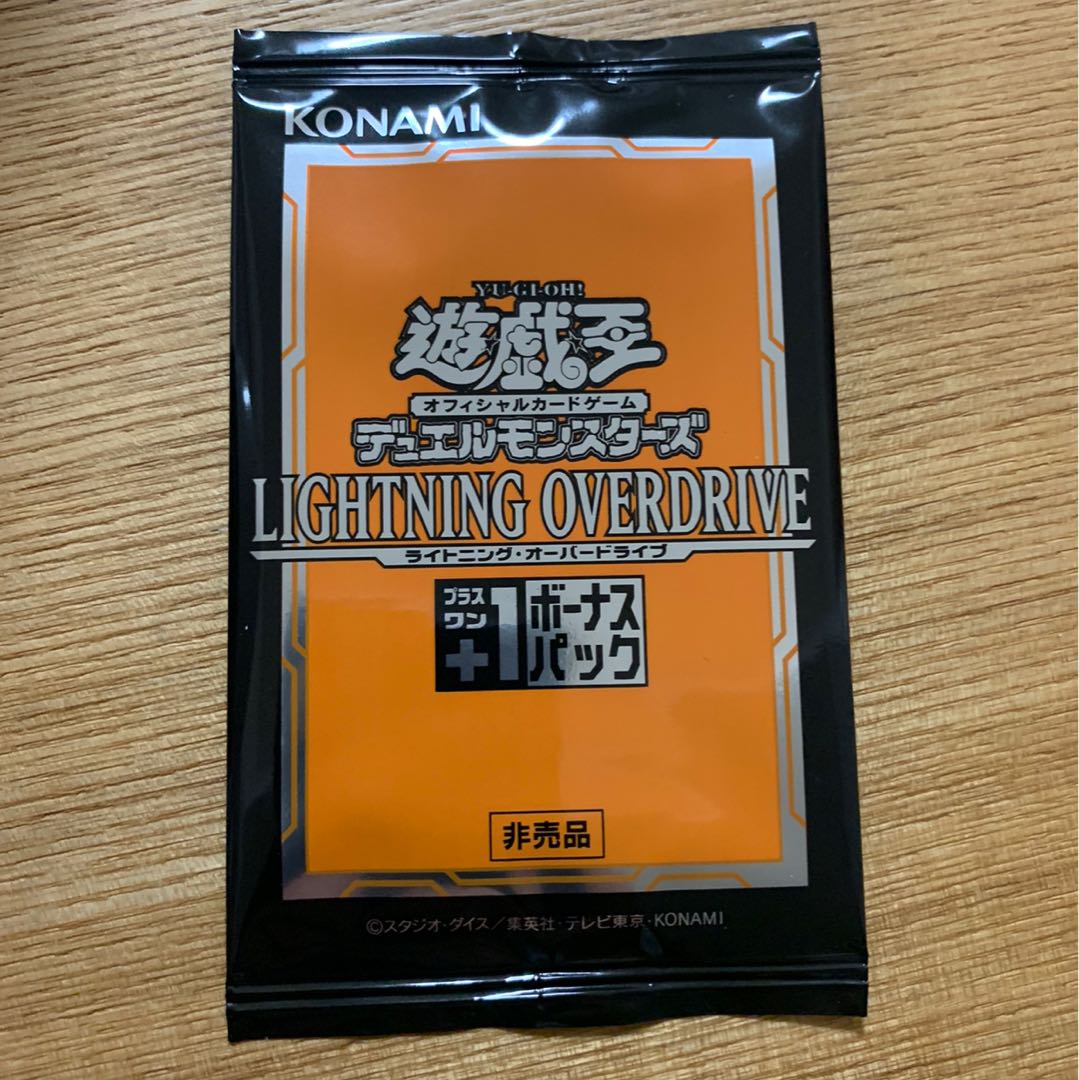 KONAMI
YU-GI-OH!
遊☆戯☆王
オフィシャルカードゲーム
デュエルモンスターズ
LIGHTNING OVERDRIVE
ライトニング・オーバードライブ
プラス
ワン
+1
ボーナス
パック
非売品
©スタジオ・ダイス/集英社・テレビ東京・KONAMI